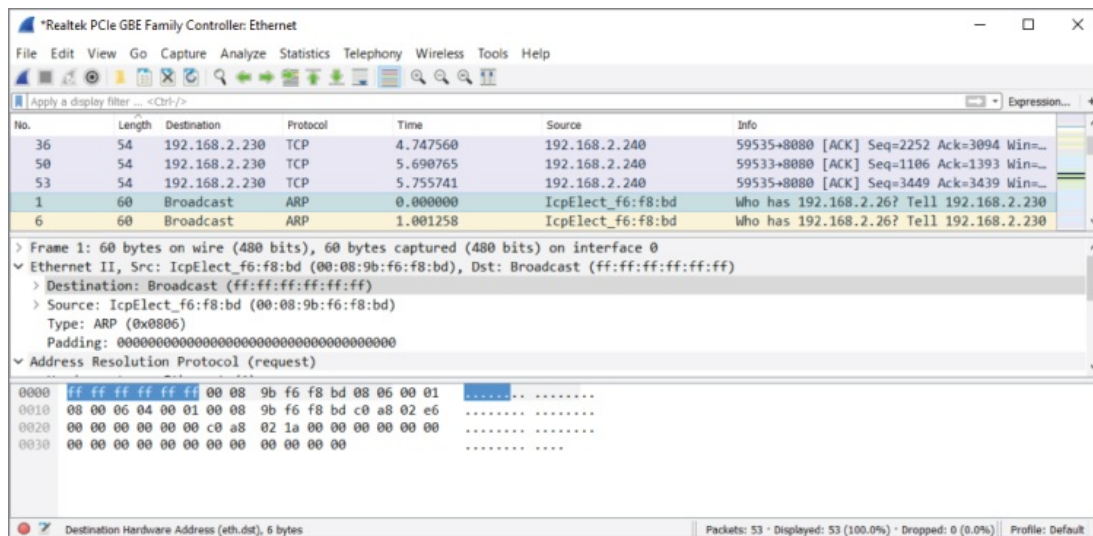 *Realtek PCIe GBE Family Controller: Ethernet
File Edit View Go Capture Analyze Statistics Telephony Wireless Tools Help
Apply a display filter ... <Ctrl-/> Expression... +
No. Length Destination Protocol Time Source Info
36 54 192.168.2.230 TCP 4.747560 192.168.2.240 59535→8080 [ACK] Seq=2252 Ack=3094 Win=…
50 54 192.168.2.230 TCP 5.690765 192.168.2.240 59533→8080 [ACK] Seq=1106 Ack=1393 Win=…
53 54 192.168.2.230 TCP 5.755741 192.168.2.240 59535→8080 [ACK] Seq=3449 Ack=3439 Win=…
1 60 Broadcast ARP 0.000000 IcpElect_f6:f8:bd Who has 192.168.2.26? Tell 192.168.2.230
6 60 Broadcast ARP 1.001258 IcpElect_f6:f8:bd Who has 192.168.2.26? Tell 192.168.2.230
Frame 1: 60 bytes on wire (480 bits), 60 bytes captured (480 bits) on interface 0
Ethernet II, Src: IcpElect_f6:f8:bd (00:08:9b:f6:f8:bd), Dst: Broadcast (ff:ff:ff:ff:ff:ff)
Destination: Broadcast (ff:ff:ff:ff:ff:ff)
Source: IcpElect_f6:f8:bd (00:08:9b:f6:f8:bd)
Type: ARP (0x0806)
Padding: 000000000000000000000000000000000000
Address Resolution Protocol (request)
0000 ff ff ff ff ff ff 00 08 9b f6 f8 bd 08 06 00 01 ........ ........
0010 08 00 06 04 00 01 00 08 9b f6 f8 bd c0 a8 02 e6 ........ ........
0020 00 00 00 00 00 00 c0 a8 02 1a 00 00 00 00 00 00 ........ ........
0030 00 00 00 00 00 00 00 00 00 00 00 00 ........ ....
Destination Hardware Address (eth.dst), 6 bytes Packets: 53 · Displayed: 53 (100.0%) · Dropped: 0 (0.0%) Profile: Default